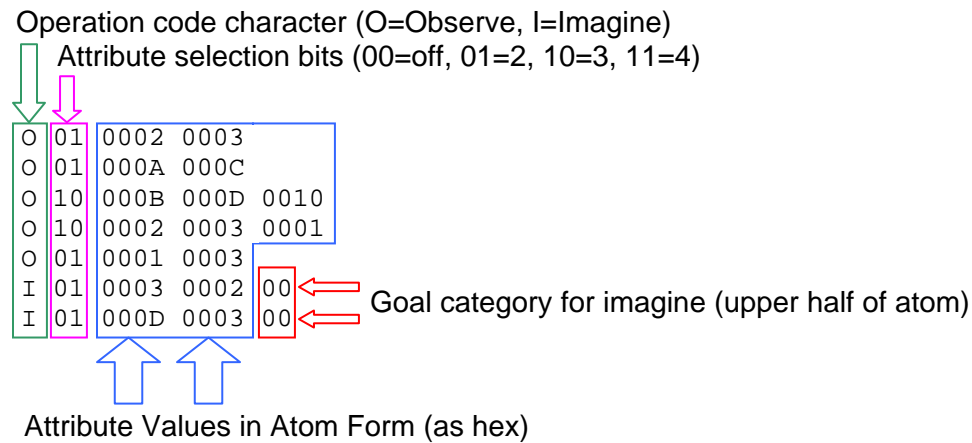 Operation code character (O=Observe, I=Imagine)
Attribute selection bits (00=off, 01=2, 10=3, 11=4)
O 01 0002 0003
O 01 000A 000C
O 10 000B 000D 0010
O 10 0002 0003 0001
O 01 0001 0003
I 01 0003 0002 00
I 01 000D 0003 00
Goal category for imagine (upper half of atom)
Attribute Values in Atom Form (as hex)